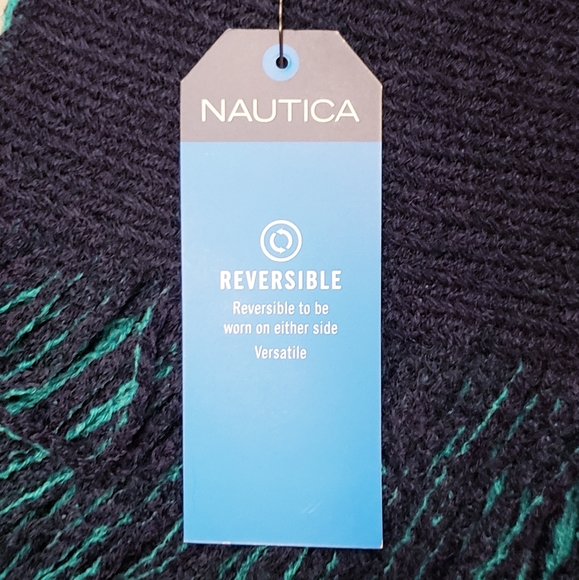 NAUTICA
REVERSIBLE
Reversible to be
worn on either side
Versatile